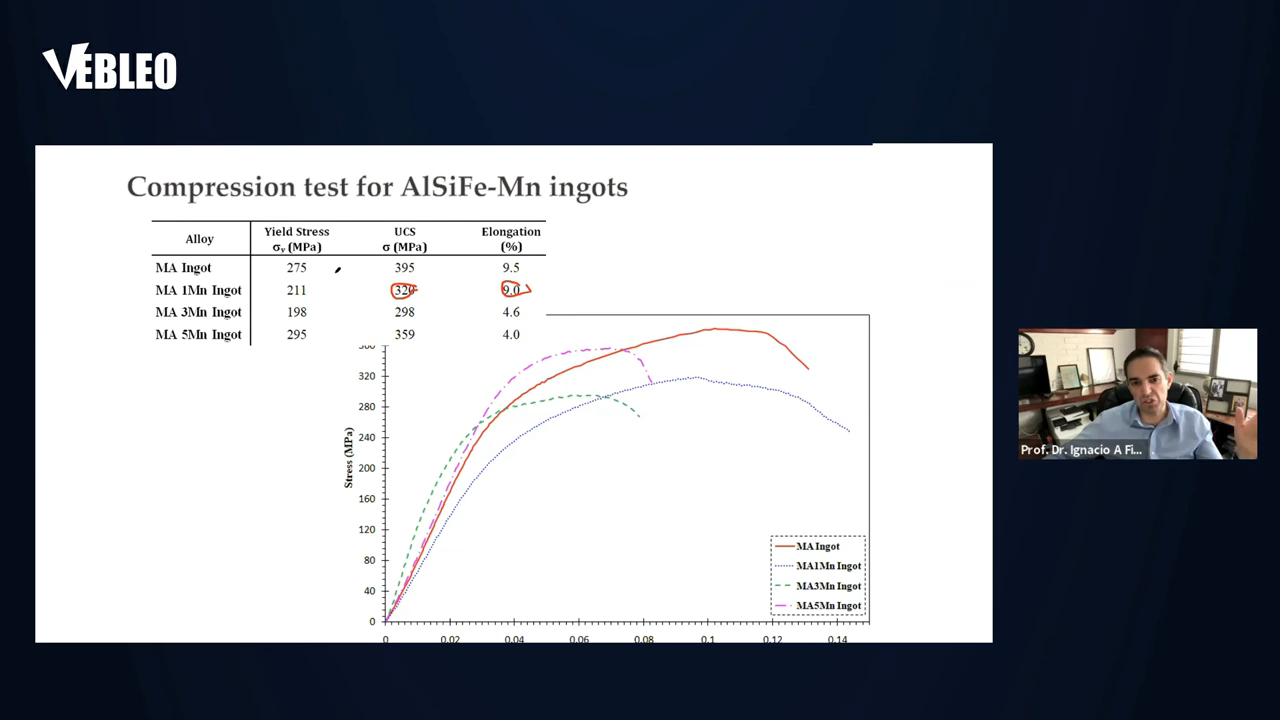 VEBLEO
Compression test for AlSiFe-Mn ingots
Alloy Yield Stress σᵧ (MPa) UCS σ (MPa) Elongation (%)
MA Ingot 275 395 9.5
MA 1Mn Ingot 211 320 9.0
MA 3Mn Ingot 198 298 4.6
MA 5Mn Ingot 295 359 4.0
360
320
280
240
200
160
120
80
40
0
Stress (MPa)
0 0.02 0.04 0.06 0.08 0.1 0.12 0.14
MA Ingot
MA1Mn Ingot
MA3Mn Ingot
MA5Mn Ingot
Prof. Dr. Ignacio A Fi...